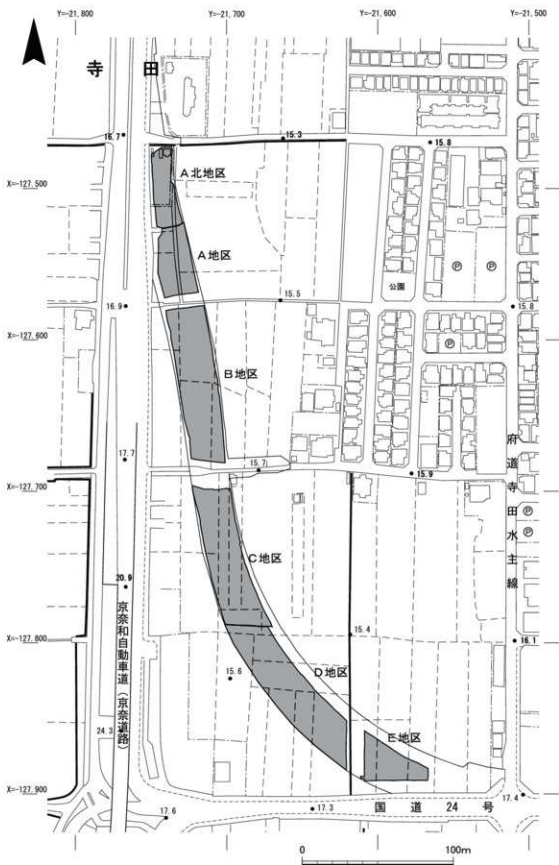 Y=-21,800
Y=-21,700
Y=-21,600
Y=-21,500
寺田
16.7
15.3
15.8
X=-127,500
A北地区
A地区
Ⓟ Ⓟ
公園
16.9
15.5
15.8
X=-127,600
Ⓟ
B地区
府道寺田水主線
17.7
15.7
15.9
X=-127,700
Ⓟ
Ⓟ
C地区
20.9
京奈和自動車道(京奈道路)
15.4
16.1
X=-127,800
D地区
15.6
24.3
E地区
X=-127,900
17.6
17.3
国道24号
17.4
0 100m